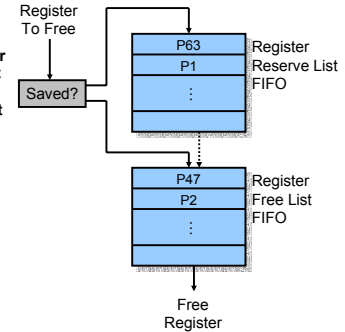 Register
To Free
r
t
Saved?
P63
P1
⋮
Register
Reserve List
FIFO
P47
P2
⋮
Register
Free List
FIFO
Free
Register